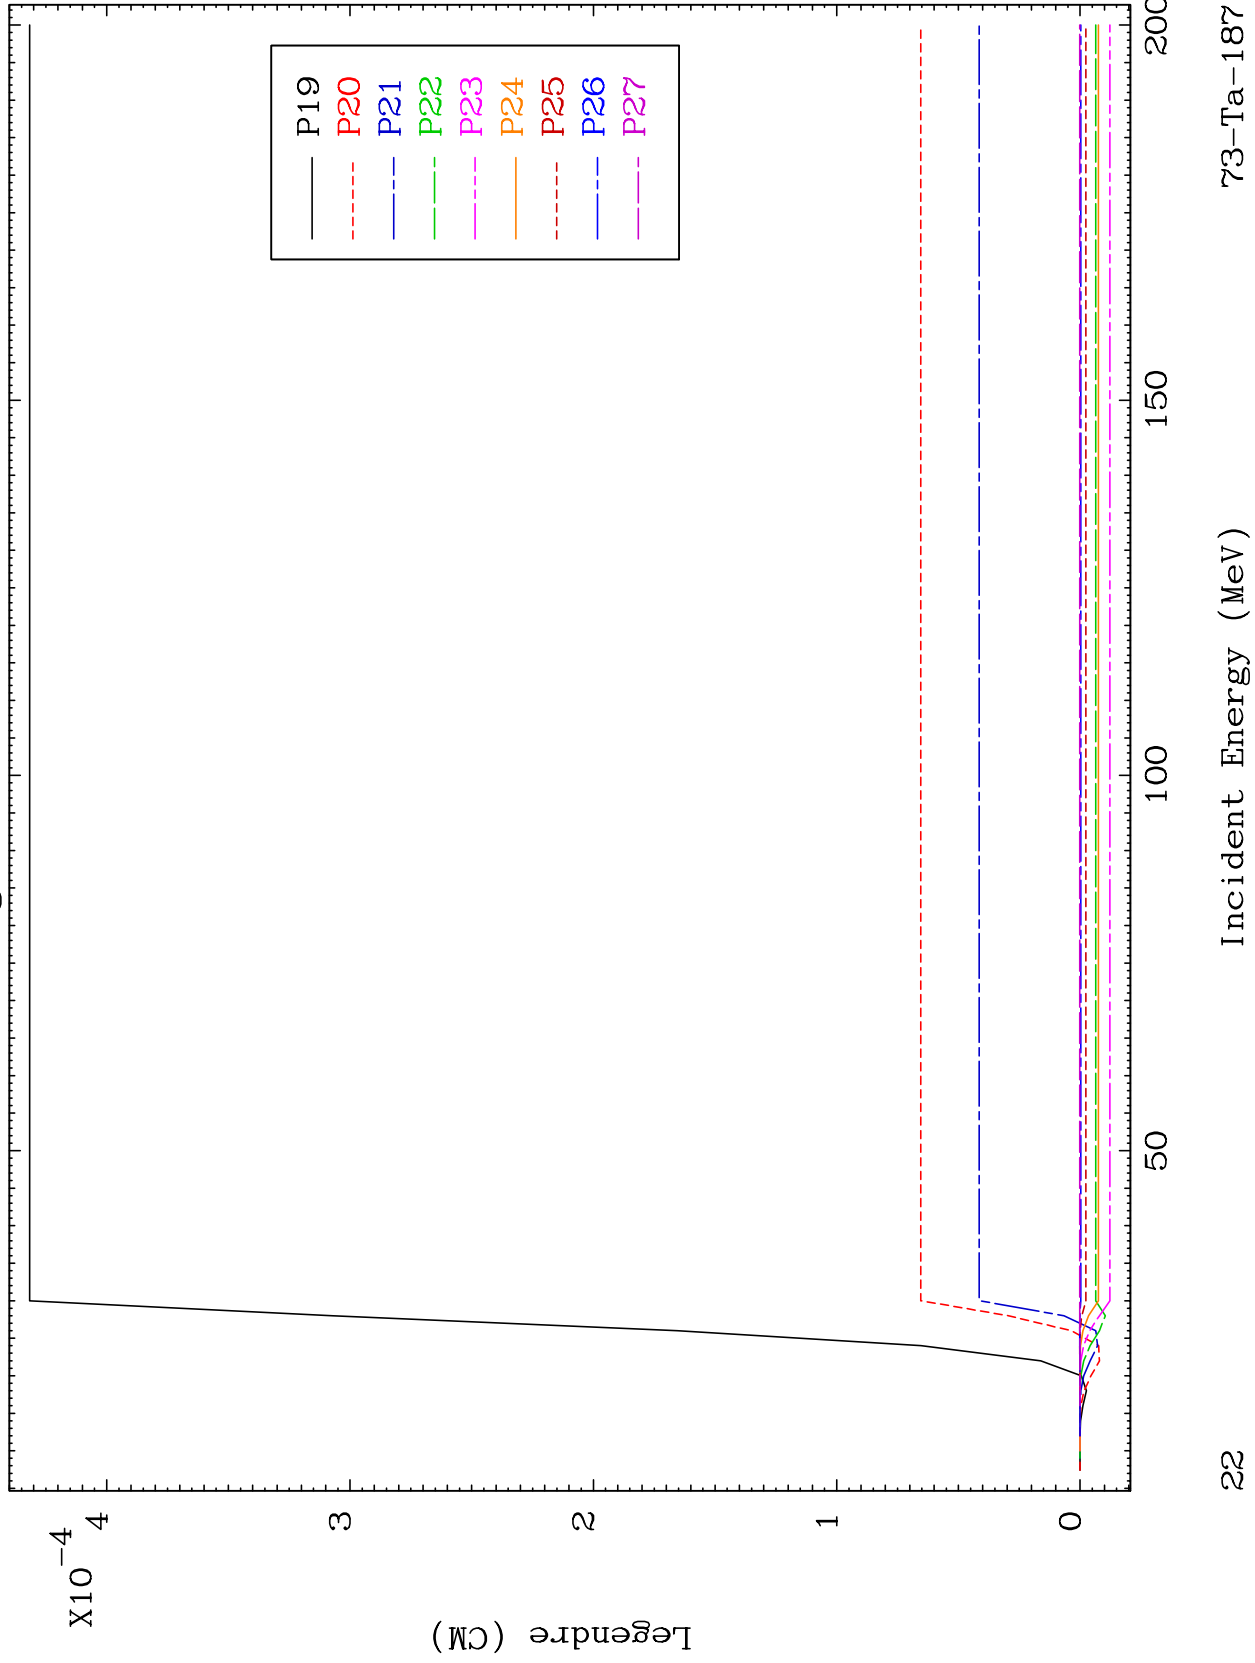 X10-4
4
3
2
1
0
Legendre (CM)
P19
P20
P21
P22
P23
P24
P25
P26
P27
50
100
150
200
22
Incident Energy (MeV)
73-Ta-187